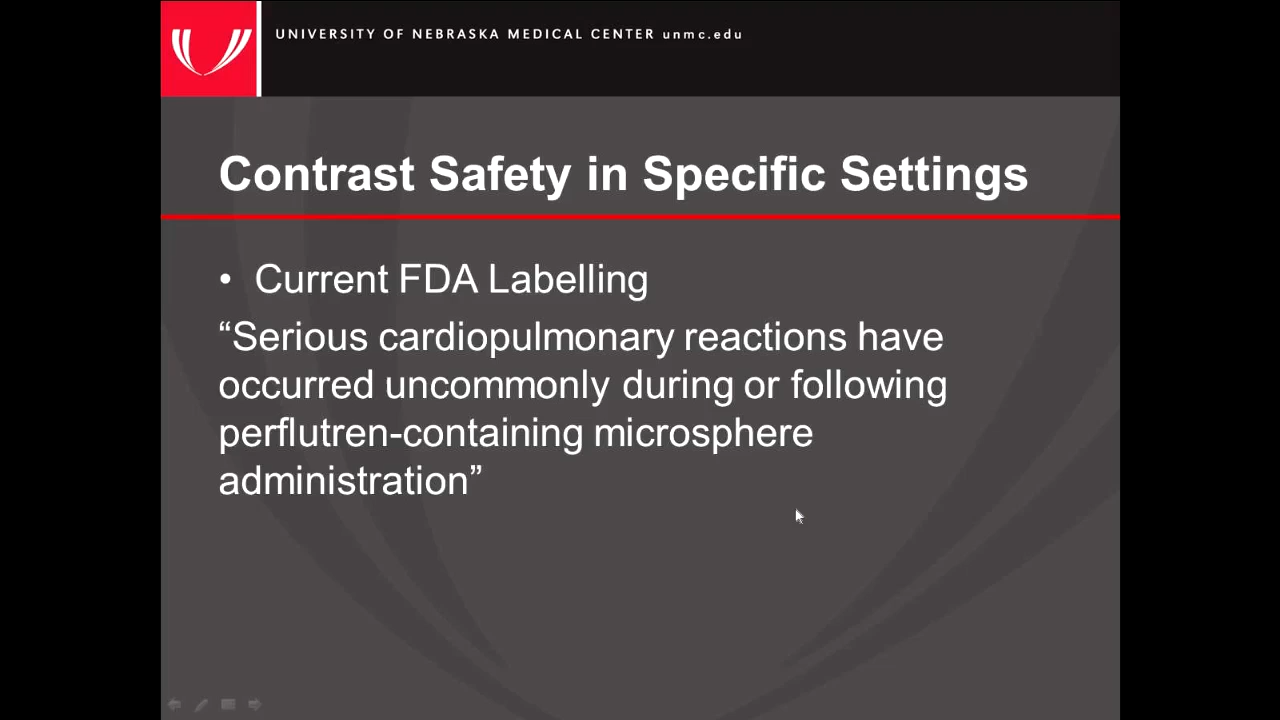 UNIVERSITY OF NEBRASKA MEDICAL CENTER unmc.edu
Contrast Safety in Specific Settings
• Current FDA Labelling
“Serious cardiopulmonary reactions have
occurred uncommonly during or following
perflutren-containing microsphere
administration”